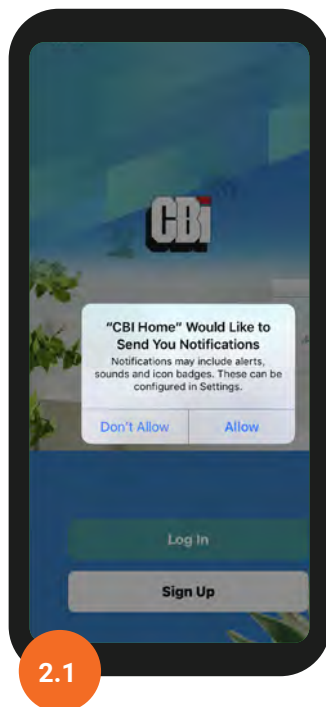 CBi
“CBI Home” Would Like to
Send You Notifications
Notifications may include alerts,
sounds and icon badges. These can be
configured in Settings.
Don’t Allow
Allow
Log In
Sign Up
2.1